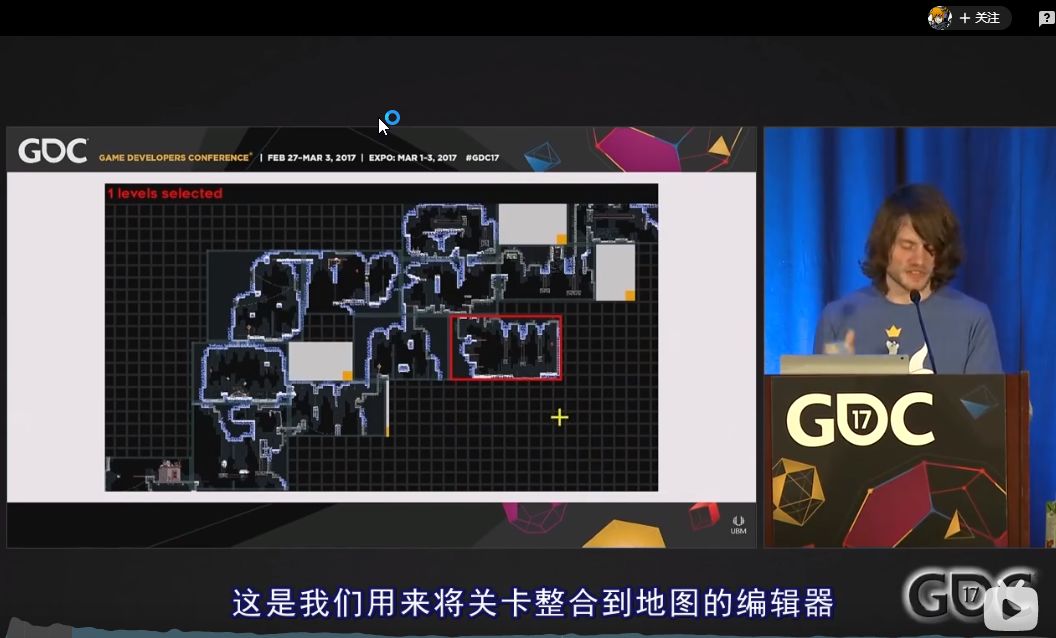 + 关注
?
GDC
GAME DEVELOPERS CONFERENCE® | FEB 27-MAR 3, 2017 | EXPO: MAR 1-3, 2017 #GDC17
1 levels selected
GDC
17
UBM
这是我们用来将关卡整合到地图的编辑器
GDC
17